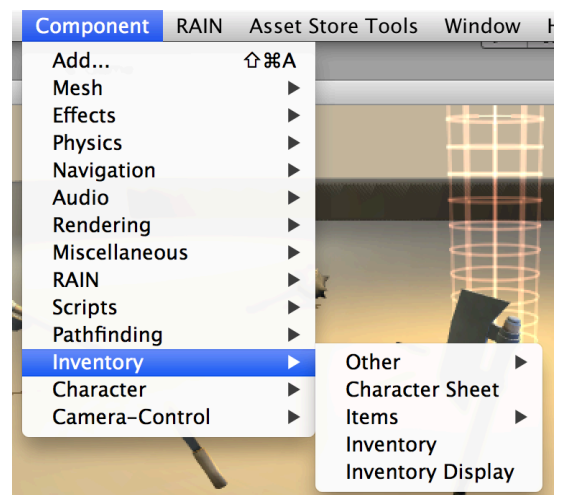 Component RAIN Asset Store Tools Window
Add... ⇧⌘A
Mesh
Effects
Physics
Navigation
Audio
Rendering
Miscellaneous
RAIN
Scripts
Pathfinding
Inventory
Character
Camera-Control
Other
Character Sheet
Items
Inventory
Inventory Display